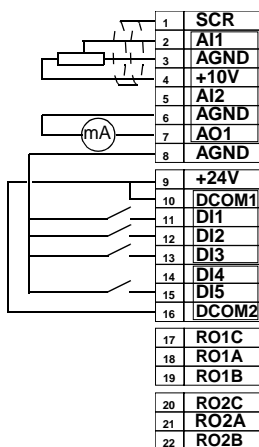 1 SCR
2 AI1
3 AGND
4 +10V
5 AI2
6 AGND
mA
7 AO1
8 AGND
9 +24V
10 DCOM1
11 DI1
12 DI2
13 DI3
14 DI4
15 DI5
16 DCOM2
17 RO1C
18 RO1A
19 RO1B
20 RO2C
21 RO2A
22 RO2B